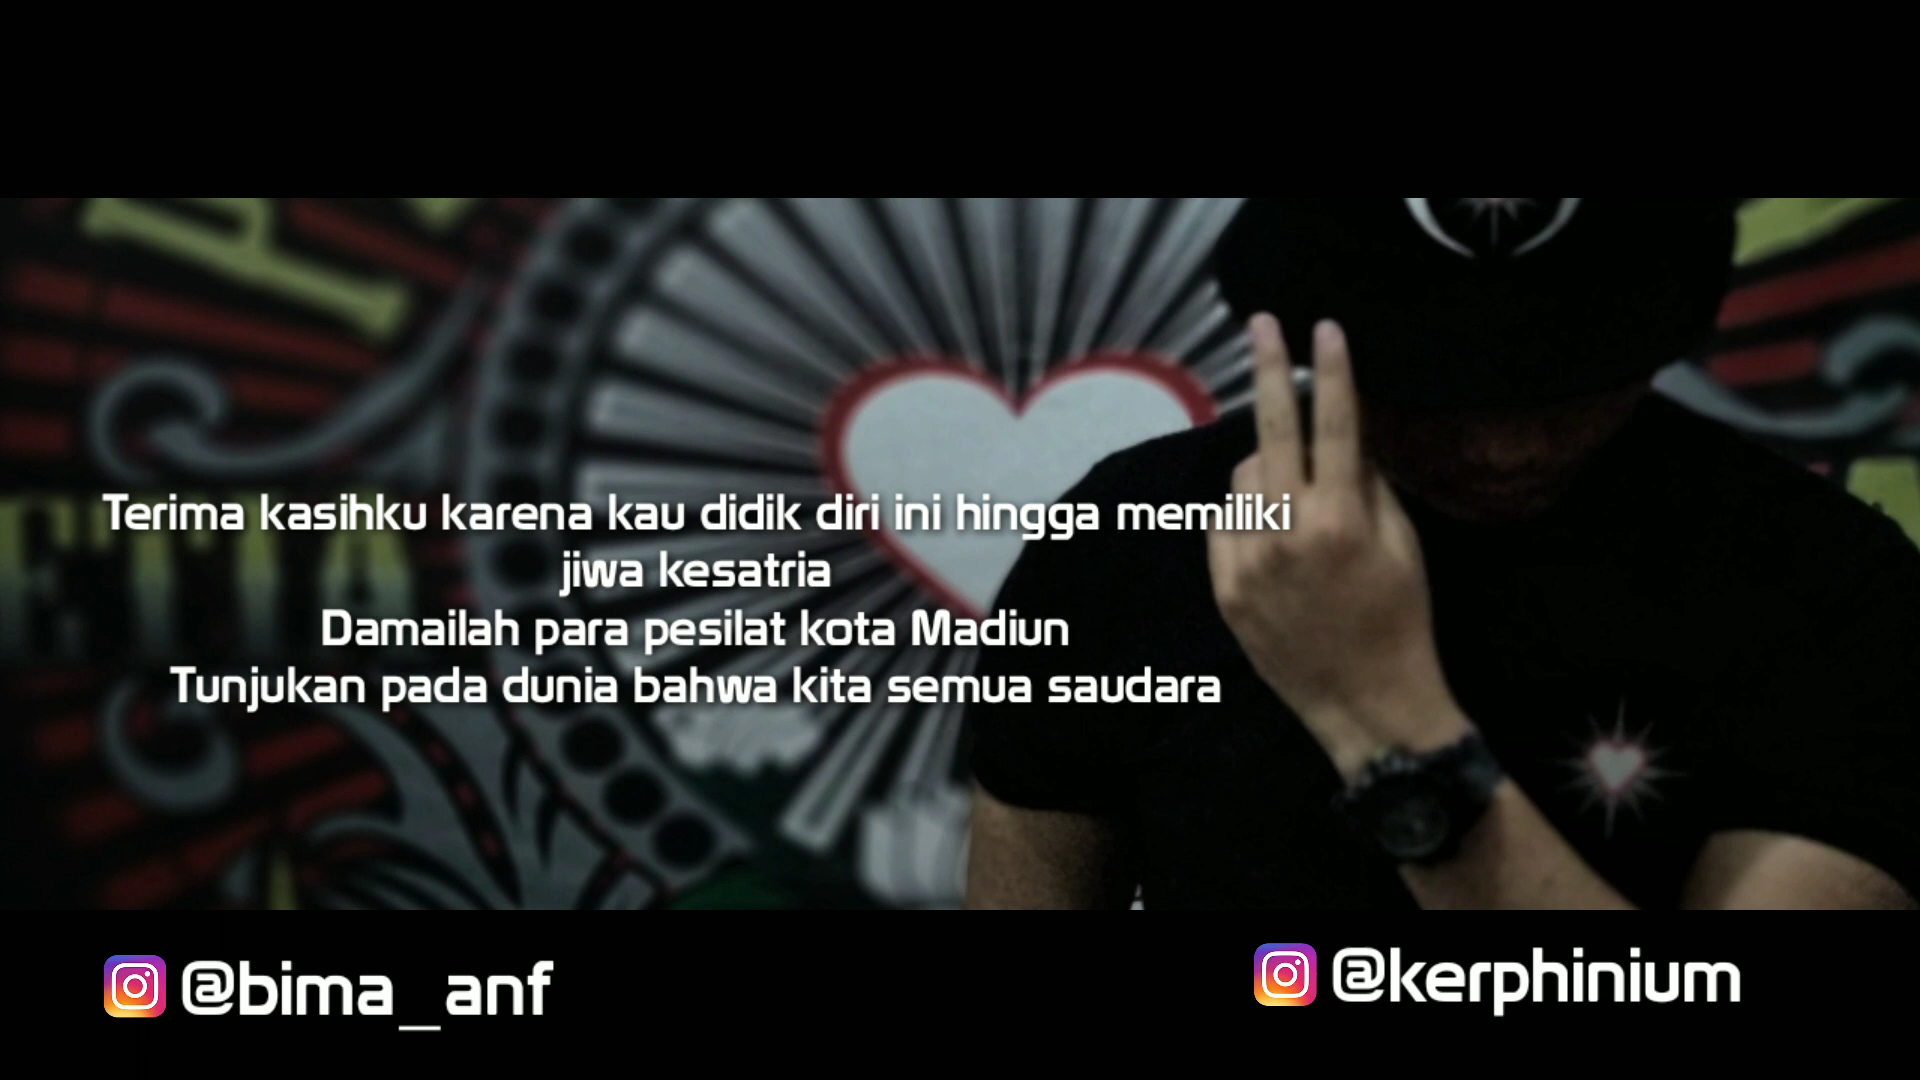 Terima kasihku karena kau didik diri ini hingga memiliki
jiwa kesatria
Damailah para pesilat kota Madiun
Tunjukan pada dunia bahwa kita semua saudara
@bima_anf
@kerphinium